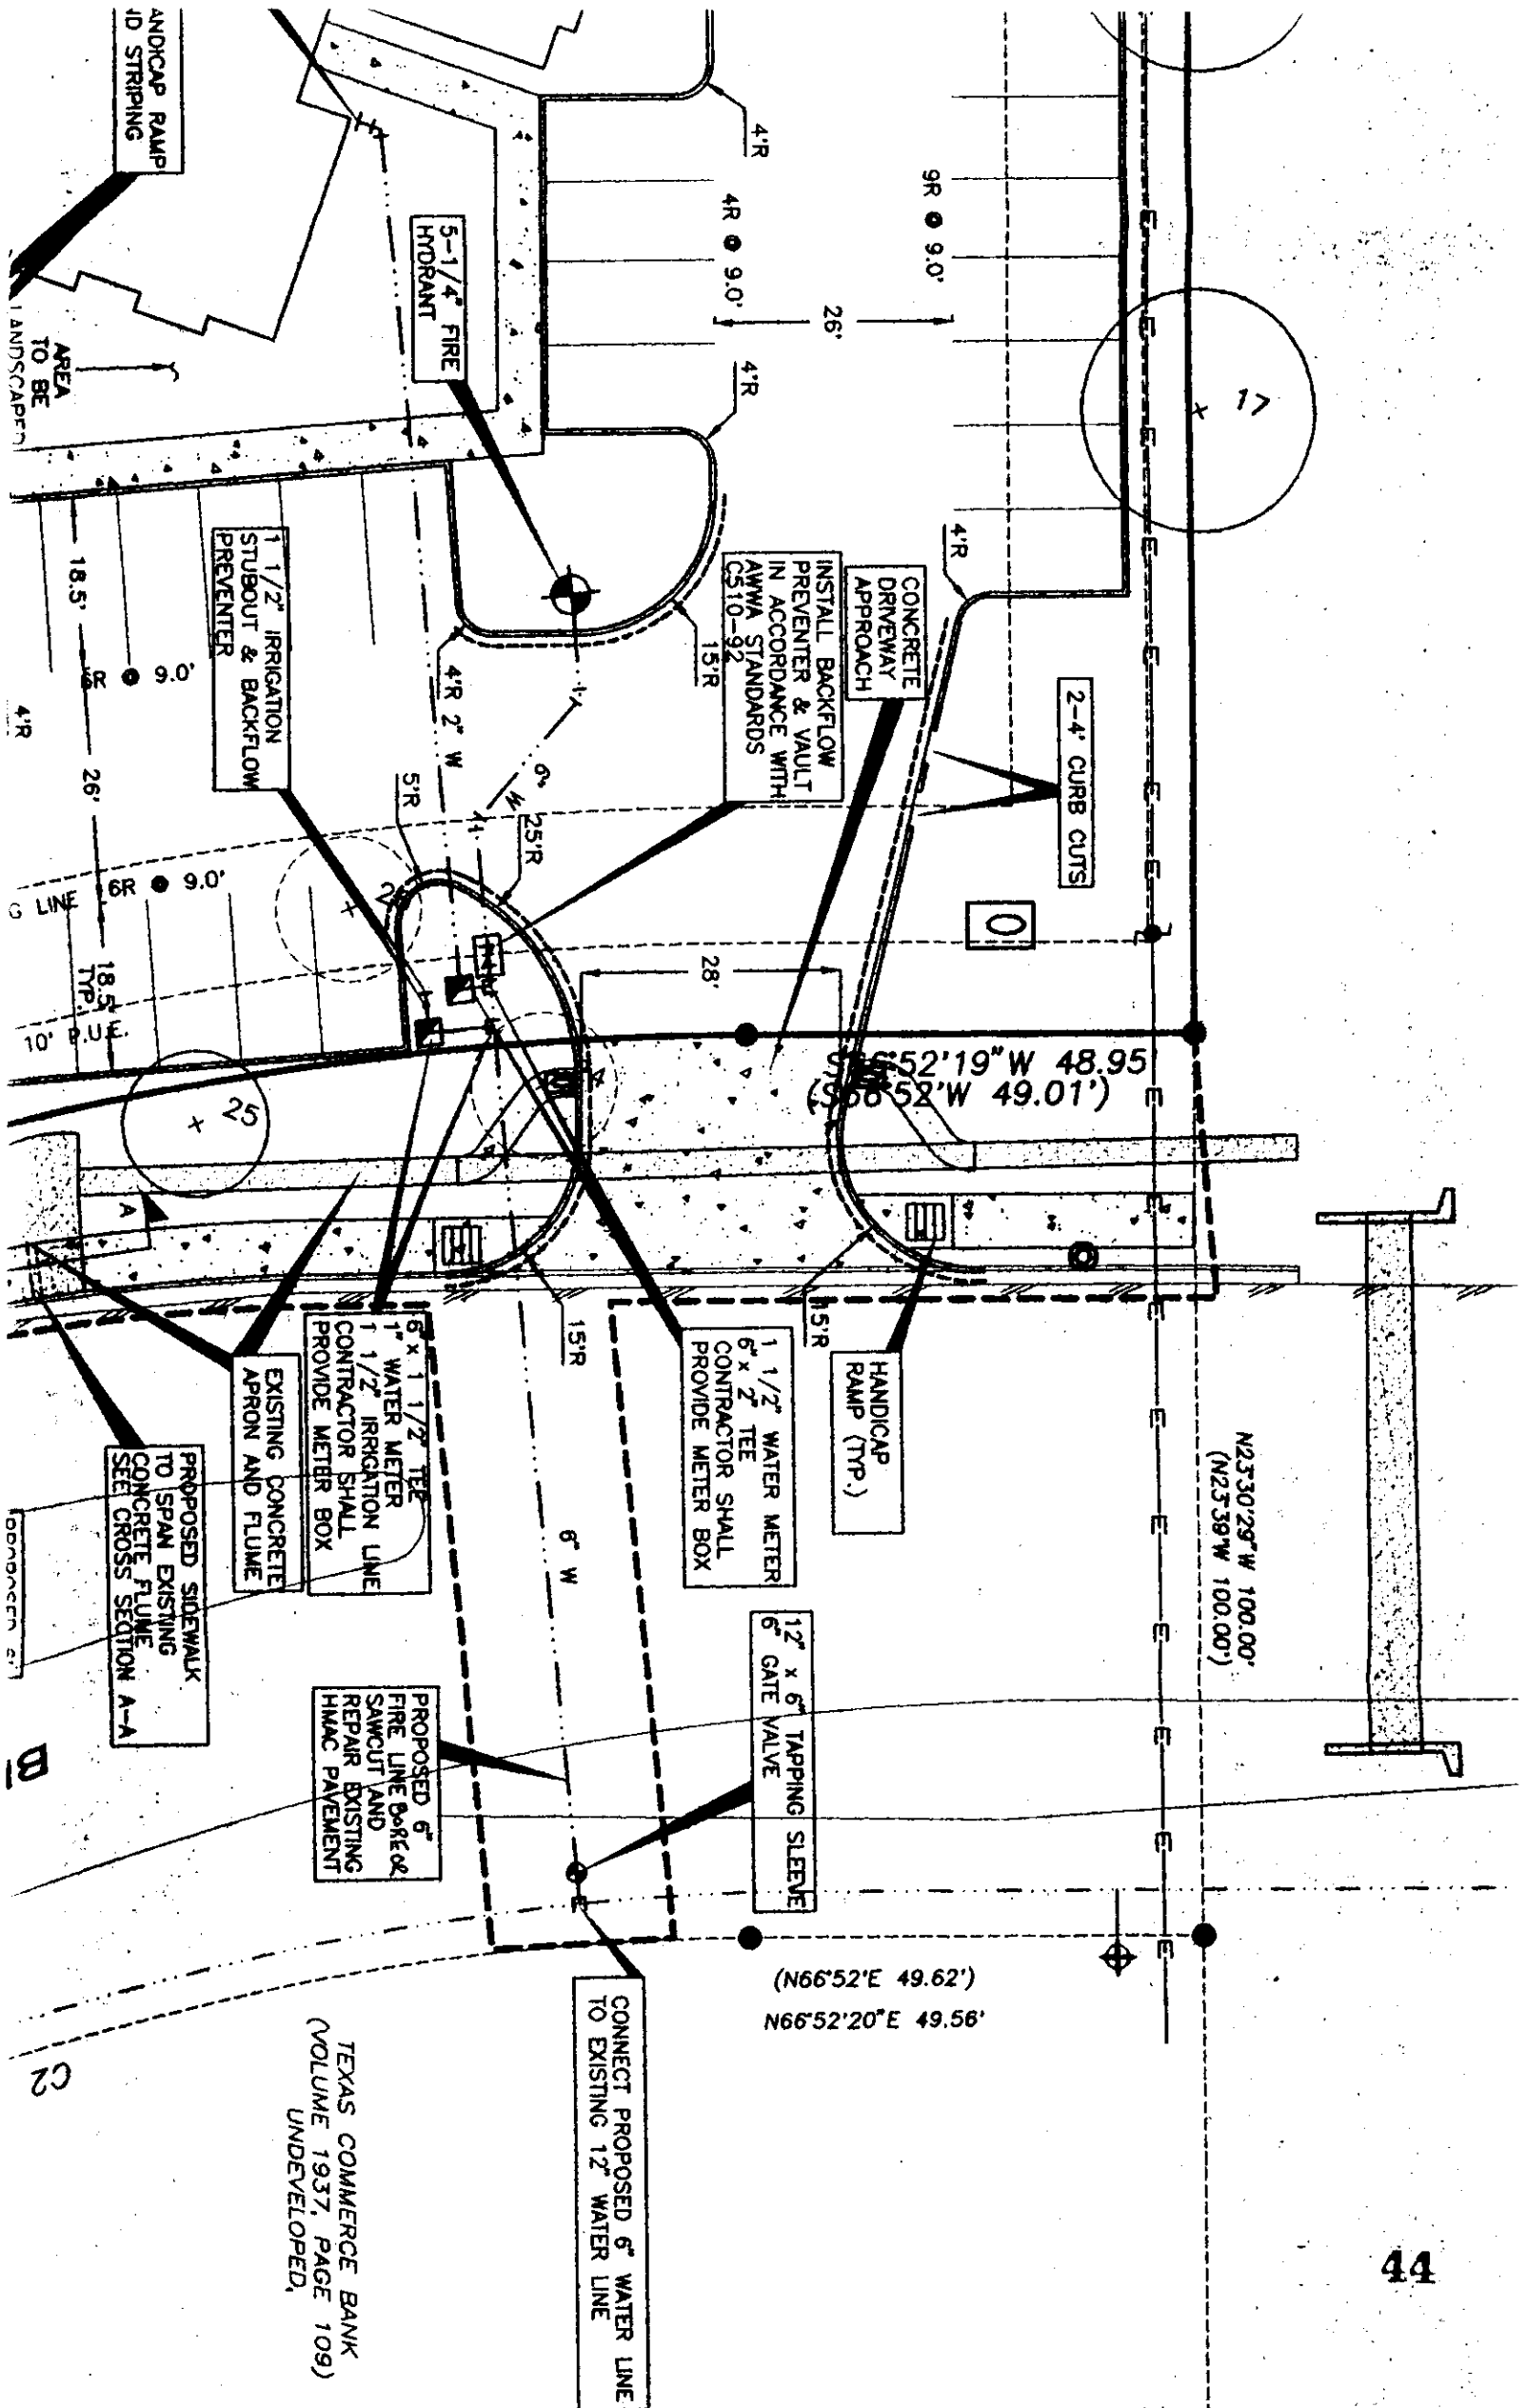 ANDICAP RAMP
ND STRIPING
4'R
9R @ 9.0'
4R @ 9.0'
26'
5-1/4" FIRE
HYDRANT
AREA
TO BE
LANDSCAPED
4'R
17
4'R
CONCRETE
DRIVEWAY
APPROACH
INSTALL BACKFLOW
PREVENTER & VAULT
IN ACCORDANCE WITH
AWWA STANDARDS
C510-92
2-4' CURB CUTS
15'R
1 1/2" IRRIGATION
STUBOUT & BACKFLOW
PREVENTER
18.5'
9.0'
4'R
26'
4'R
2" W
6" W
5'R
25'R
6R @ 9.0'
G LINE
18.5'
TYP.
10' P.U.E.
28'
S66°52'19"W 48.95
(S66°52'W 49.01')
25
A
15'R
15'R
HANDICAP
RAMP (TYP.)
1 1/2" WATER METER
6" x 2" TEE
CONTRACTOR SHALL
PROVIDE METER BOX
6" x 1 1/2" TEE
1" WATER METER
1 1/2" IRRIGATION LINE
CONTRACTOR SHALL
PROVIDE METER BOX
EXISTING CONCRETE
APRON AND FLUME
PROPOSED SIDEWALK
TO SPAN EXISTING
CONCRETE FLUME
SEE CROSS SECTION A-A
N23°30'29"W 100.00'
(N23°39'W 100.00')
6" W
12" x 6" TAPPING SLEEVE
6" GATE VALVE
PROPOSED 6"
FIRE LINE BORE OR
SAWCUT AND
REPAIR EXISTING
HMAC PAVEMENT
B
(N66°52'E 49.62')
N66°52'20"E 49.56'
CONNECT PROPOSED 6" WATER LINE
TO EXISTING 12" WATER LINE
C2
TEXAS COMMERCE BANK
(VOLUME 1937, PAGE 109)
UNDEVELOPED,
44